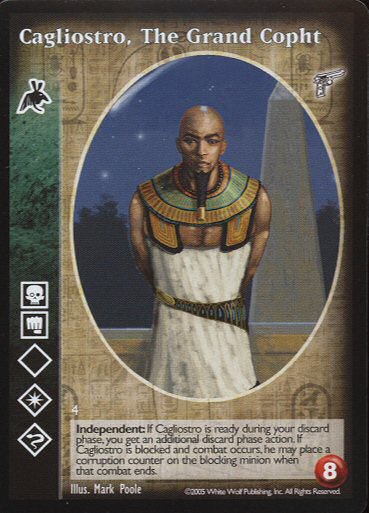 Cagliostro, The Grand Copht
4
Independent: If Cagliostro is ready during your discard
phase, you get an additional discard phase action. If
Cagliostro is blocked and combat occurs, he may place a
corruption counter on the blocking minion when
that combat ends.
8
Illus. Mark Poole
©2005 White Wolf Publishing, Inc. All Rights Reserved.